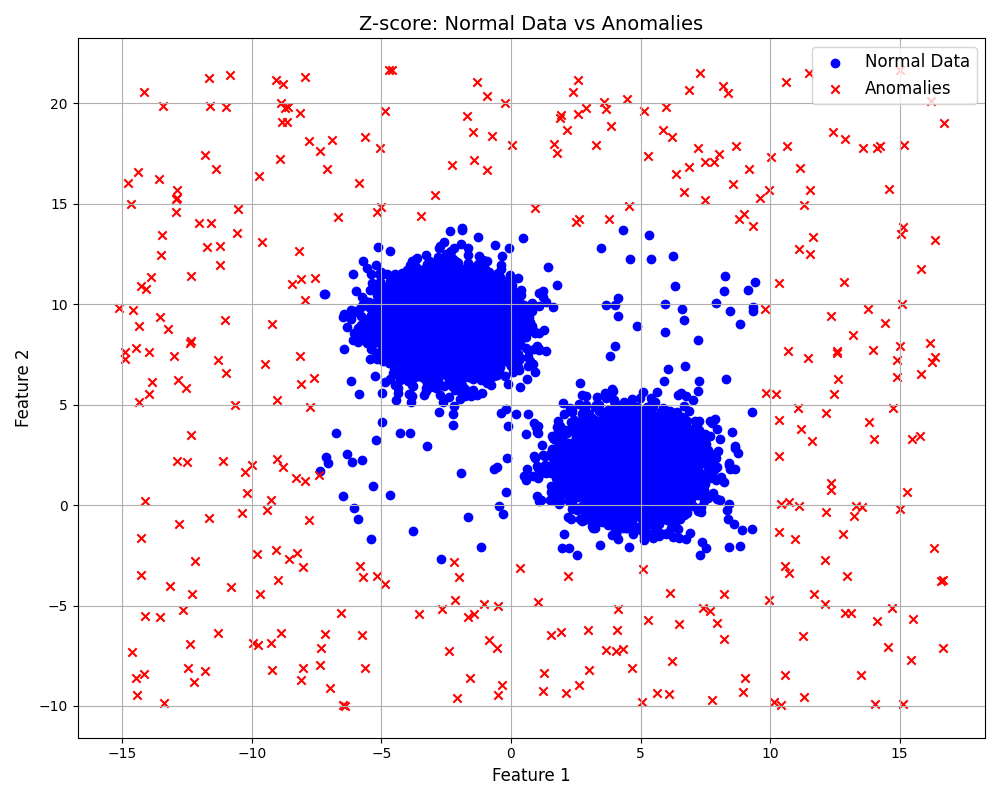 Z-score: Normal Data vs Anomalies
Normal Data
Anomalies
20
15
10
5
0
−5
−10
Feature 2
−15 −10 −5 0 5 10 15
Feature 1